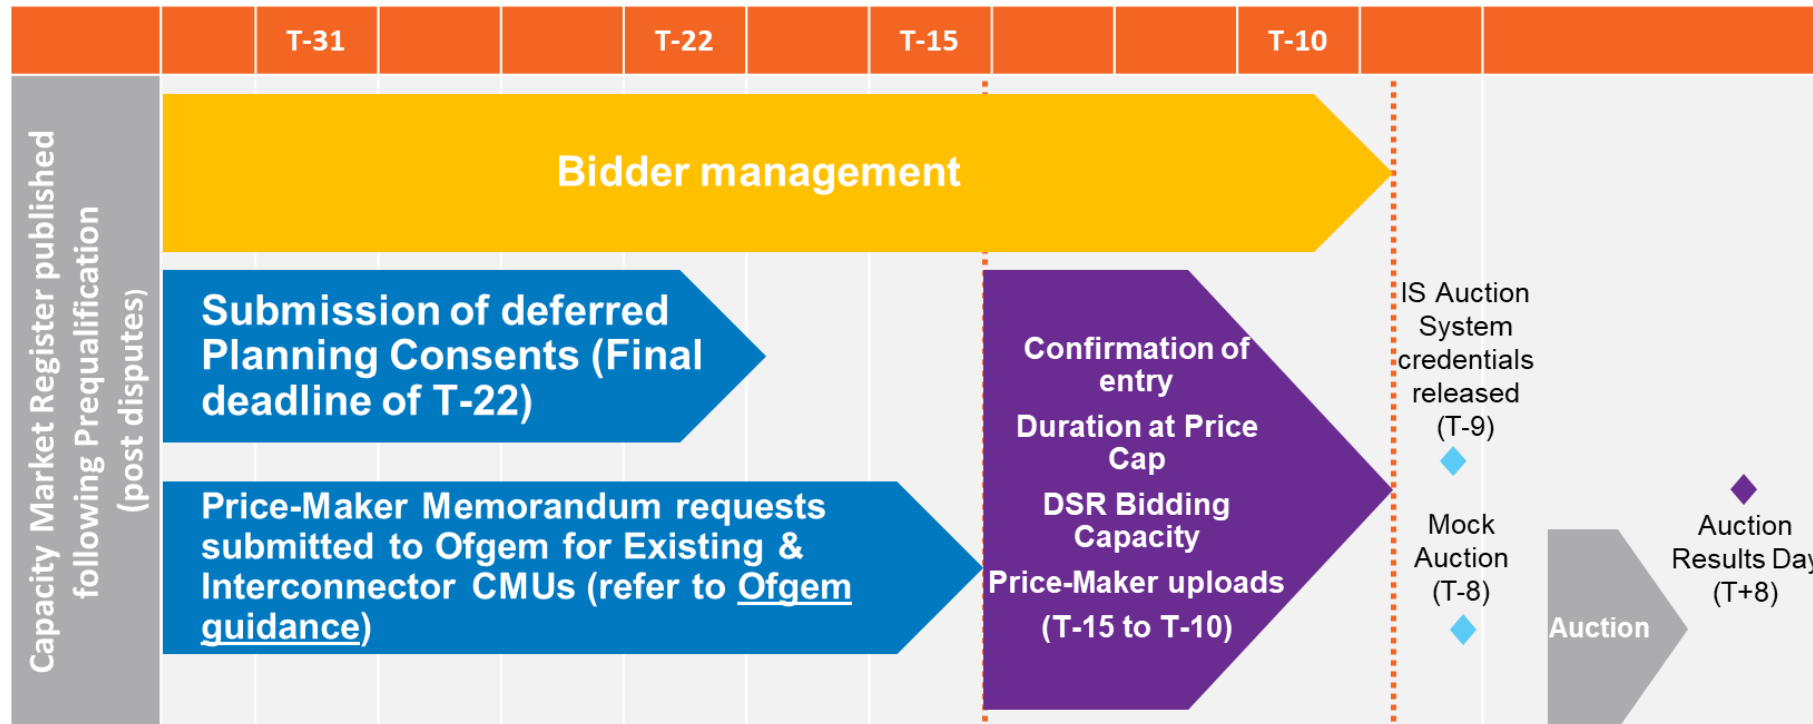 T-31
T-22
T-15
T-10
Capacity Market Register published
following Prequalification
(post disputes)
Bidder management
Submission of deferred
Planning Consents (Final
deadline of T-22)
Price-Maker Memorandum requests
submitted to Ofgem for Existing &
Interconnector CMUs (refer to Ofgem
guidance)
Confirmation of
entry
Duration at Price
Cap
DSR Bidding
Capacity
Price-Maker uploads
(T-15 to T-10)
IS Auction
System
credentials
released
(T-9)
Mock
Auction
(T-8)
Auction
Auction
Results Day
(T+8)